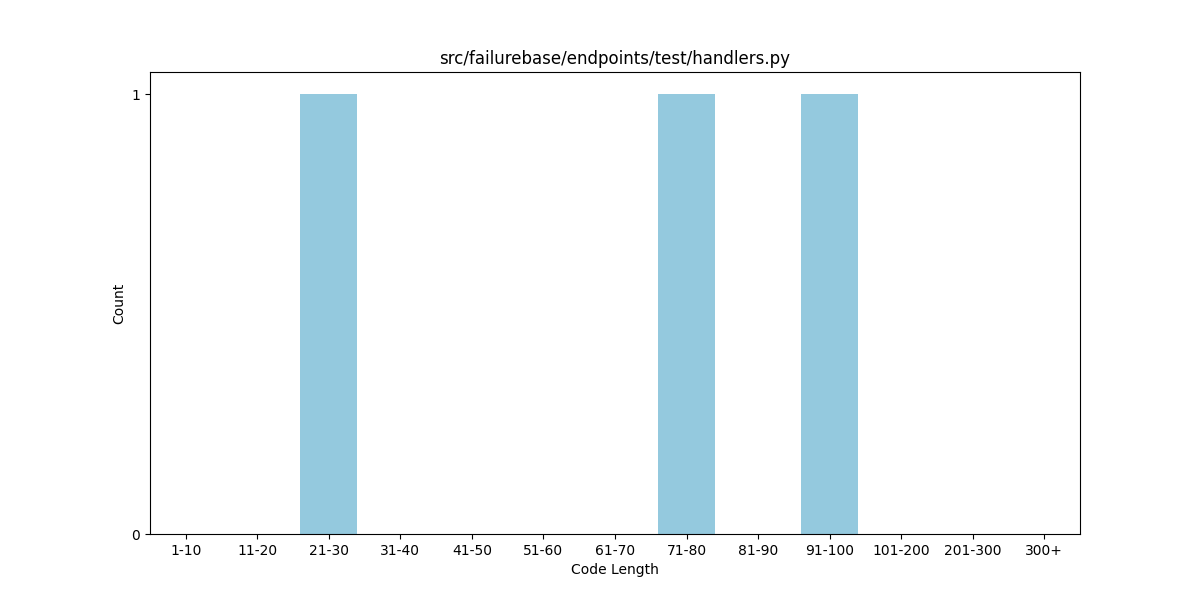 src/failurebase/endpoints/test/handlers.py
1
Count
0
1-10 11-20 21-30 31-40 41-50 51-60 61-70 71-80 81-90 91-100 101-200 201-300 300+
Code Length